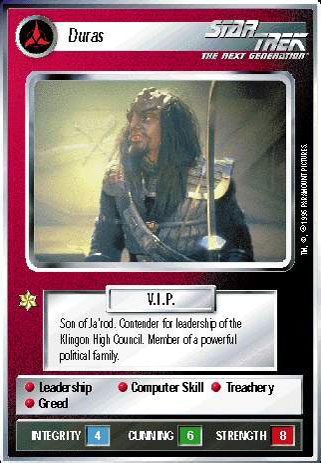 Duras
STAR TREK
THE NEXT GENERATION
TM, ®, © 1995 PARAMOUNT PICTURES.
V.I.P.
Son of Ja'rod. Contender for leadership of the
Klingon High Council. Member of a powerful
political family.
Leadership Computer Skill Treachery
Greed
INTEGRITY 4 CUNNING 6 STRENGTH 8